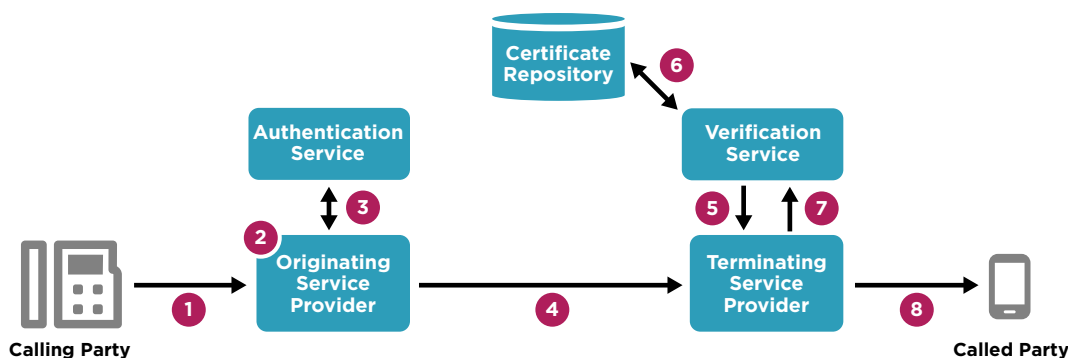 Certificate
Repository
6
Authentication
Service
Verification
Service
3
5
7
2
Originating
Service
Provider
Terminating
Service
Provider
1
4
8
Calling Party
Called Party